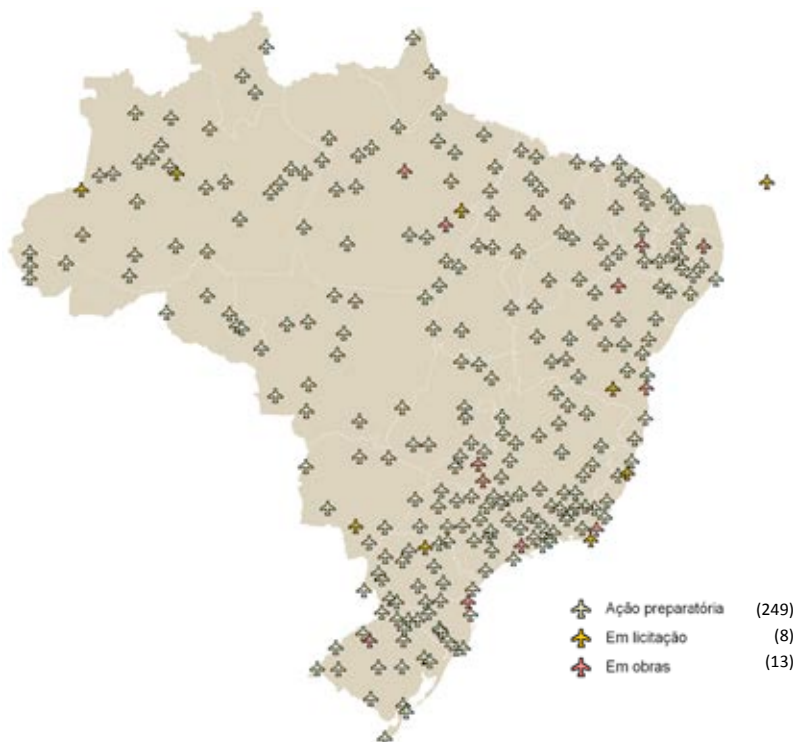 Ação preparatória (249)
Em licitação (8)
Em obras (13)